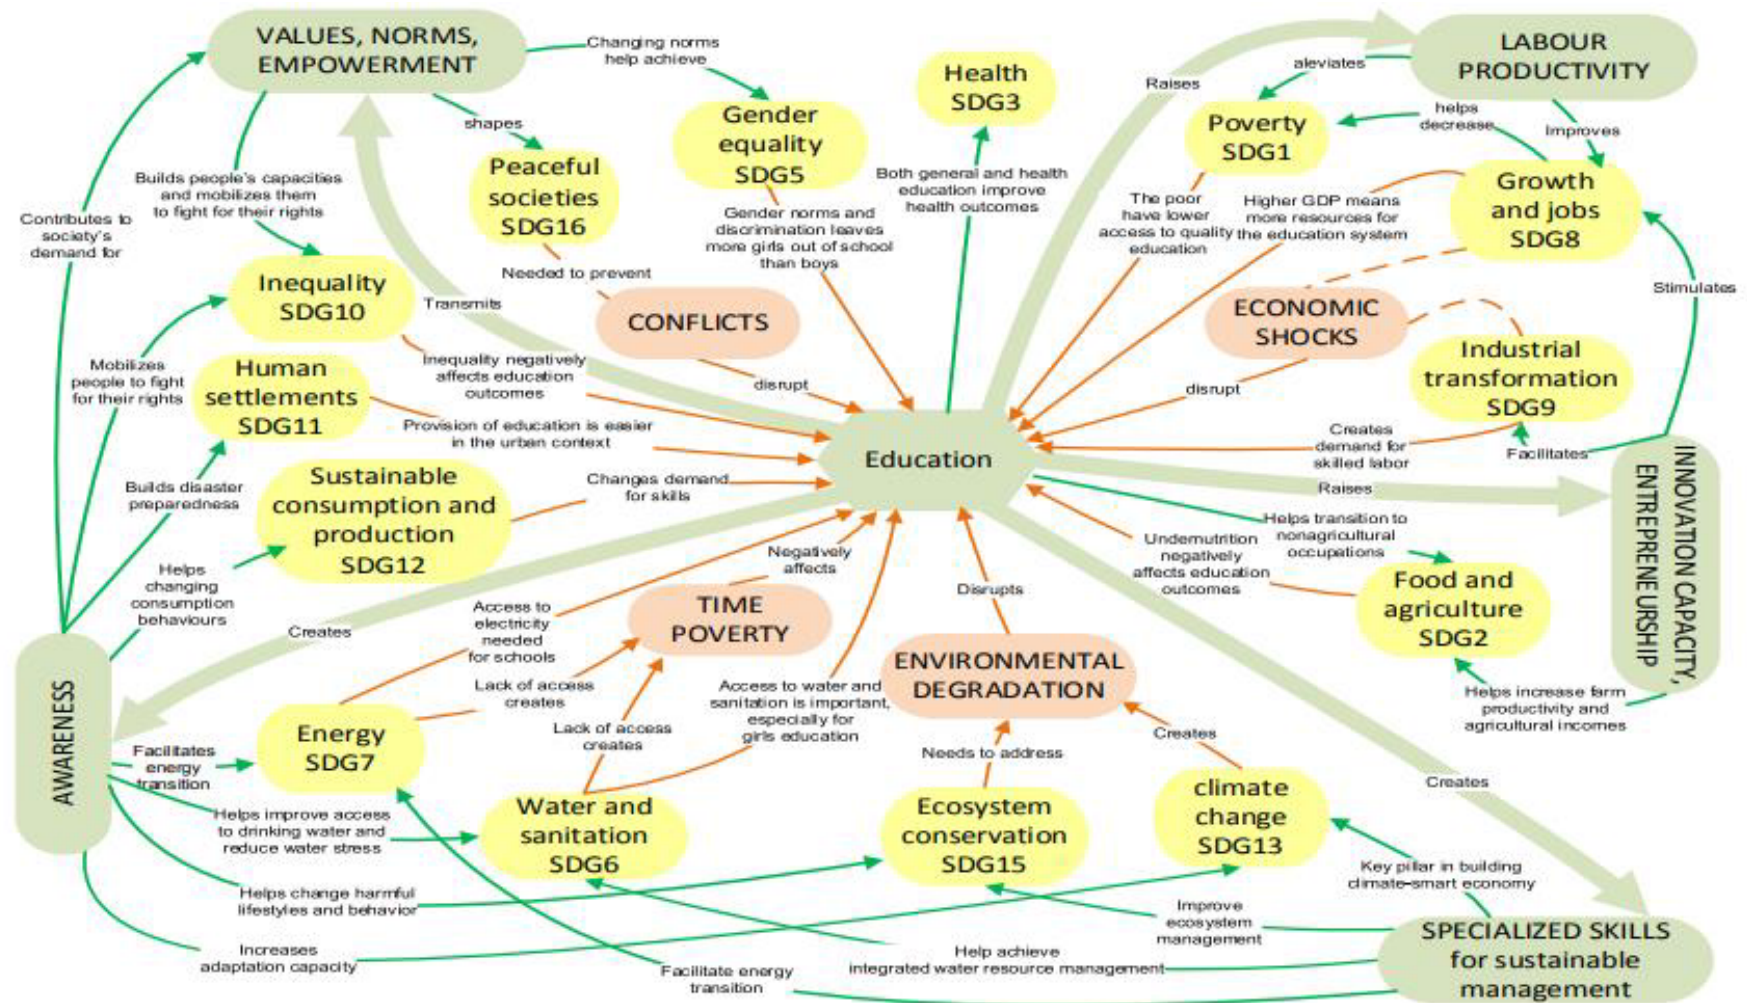 VALUES, NORMS,
EMPOWERMENT
Changing norms
help achieve
Health
SDG3
LABOUR
PRODUCTIVITY
Raises
aleviates
helps
decrease
Improves
Gender
equality
SDG5
Poverty
SDG1
shapes
Peaceful
societies
SDG16
Growth
and jobs
SDG8
Builds people's capacities
and mobilizes them
to fight for their rights
Both general and health
education improve
health outcomes
Contributes to
society's
demand for
Gender norms and
discrimination leaves
more girls out of school
than boys
The poor
have lower
access to quality
education
Higher GDP means
more resources for
the education system
Needed to prevent
Inequality
SDG10
Transmits
CONFLICTS
ECONOMIC
SHOCKS
Stimulates
Mobilizes
people to fight
for their rights
Human
settlements
SDG11
Inequality negatively
affects education
outcomes
disrupt
disrupt
Industrial
transformation
SDG9
Provision of education is easier
in the urban context
Creates
demand for
skilled labor
Facilitates
Education
Raises
INNOVATION CAPACITY,
ENTREPRENEURSHIP
Sustainable
consumption and
production
SDG12
Changes demand
for skills
Builds disaster
preparedness
Helps transition to
nonagricultural
occupations
Undernutrition
negatively
affects education
outcomes
Negatively
affects
Helps
changing
consumption
behaviours
Disrupts
Food and
agriculture
SDG2
TIME
POVERTY
Access to
electricity
needed
for schools
Creates
ENVIRONMENTAL
DEGRADATION
AWARENESS
Lack of access
creates
Access to water and
sanitation is important,
especially for
girls education
Helps increase farm
productivity and
agricultural incomes
Lack of access
creates
Energy
SDG7
Facilitates
energy
transition
Needs to address
Creates
Creates
climate
change
SDG13
Helps improve access
to drinking water and
reduce water stress
Water and
sanitation
SDG6
Ecosystem
conservation
SDG15
Key pillar in building
climate-smart economy
Helps change harmful
lifestyles and behavior
Improve
ecosystem
management
Increases
adaptation capacity
Help achieve
integrated water resource management
Facilitate energy
transition
SPECIALIZED SKILLS
for sustainable
management